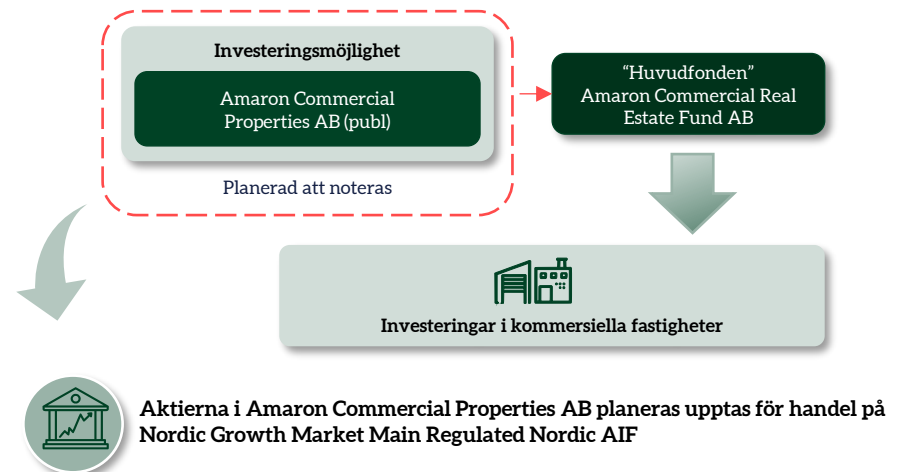 Investeringsmöjlighet
Amaron Commercial
Properties AB (publ)
Planerad att noteras
“Huvudfonden”
Amaron Commercial Real
Estate Fund AB
Investeringar i kommersiella fastigheter
Aktierna i Amaron Commercial Properties AB planeras upptas för handel på
Nordic Growth Market Main Regulated Nordic AIF